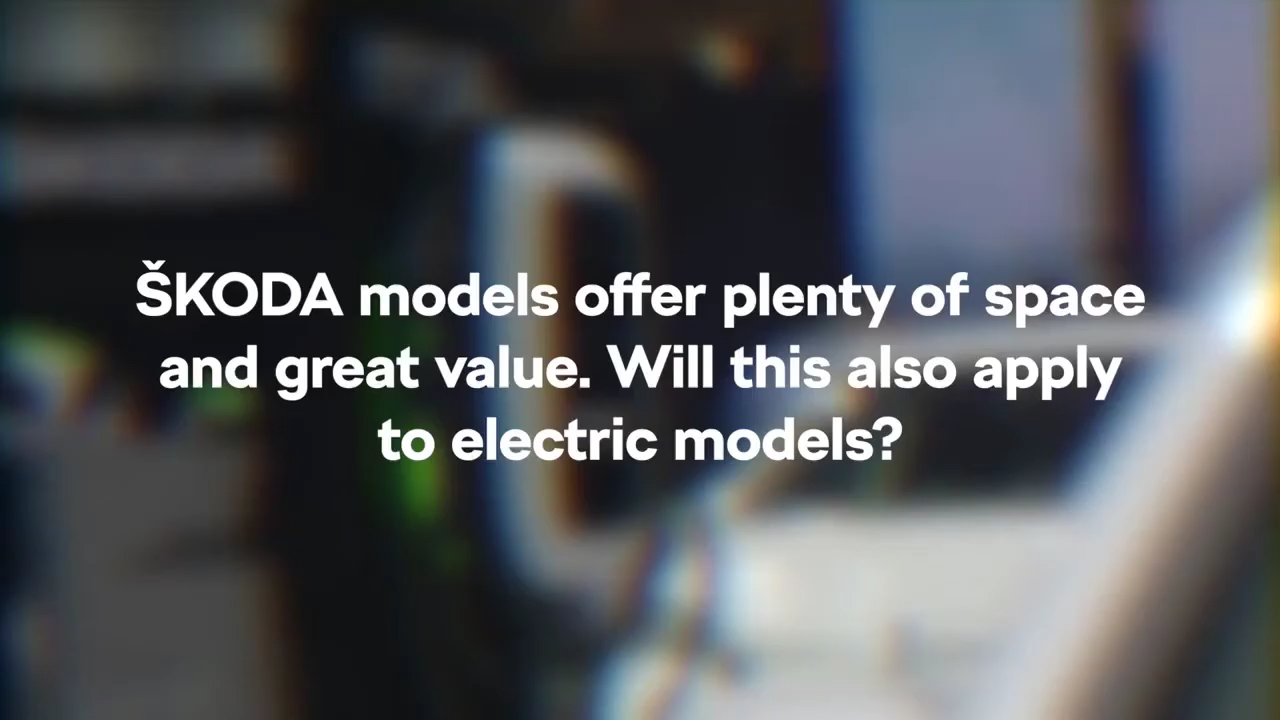 ŠKODA models offer plenty of space
and great value. Will this also apply
to electric models?